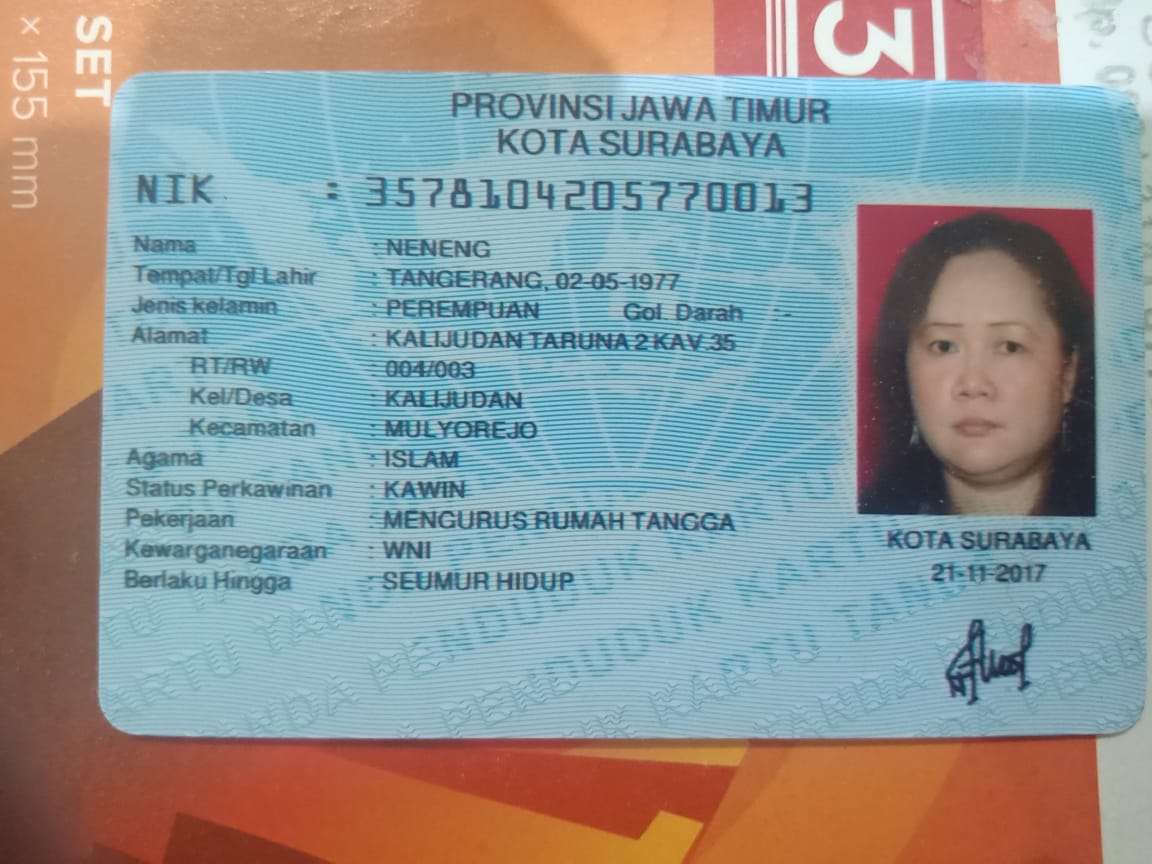 SET
× 155 mm
3
PROVINSI JAWA TIMUR
KOTA SURABAYA
NIK : 3578104205770013
Nama : NENENG
Tempat/Tgl Lahir : TANGERANG, 02-05-1977
Jenis kelamin : PEREMPUAN Gol Darah : -
Alamat : KALIJUDAN TARUNA 2 KAV.35
RT/RW 004/003
Kel/Desa : KALIJUDAN
Kecamatan : MULYOREJO
Agama : ISLAM
Status Perkawinan : KAWIN
Pekerjaan : MENGURUS RUMAH TANGGA
Kewarganegaraan : WNI
Berlaku Hingga : SEUMUR HIDUP
KOTA SURABAYA
21-11-2017